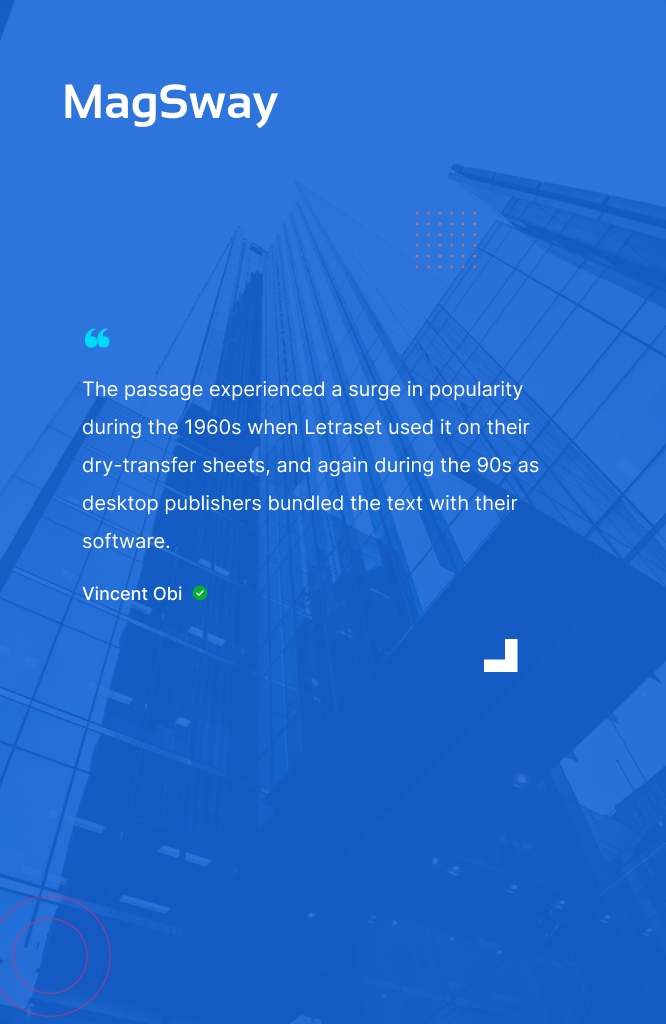 MagSway
The passage experienced a surge in popularity
during the 1960s when Letraset used it on their
dry-transfer sheets, and again during the 90s as
desktop publishers bundled the text with their
software.
Vincent Obi